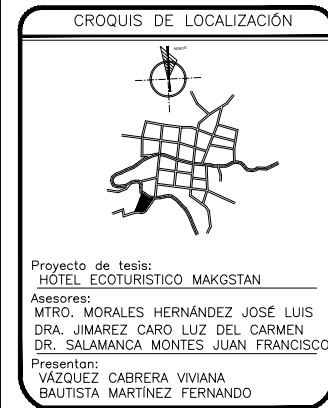 CROQUIS DE LOCALIZACIÓN
Proyecto de tesis:
HOTEL ECOTURISTICO MAKGSTAN
Asesores:
MTRO. MORALES HERNÁNDEZ JOSÉ LUIS
DRA. JIMAREZ CARO LUZ DEL CARMEN
DR. SALAMANCA MONTES JUAN FRANCISCO
Presentan:
VÁZQUEZ CABRERA VIVIANA
BAUTISTA MARTÍNEZ FERNANDO